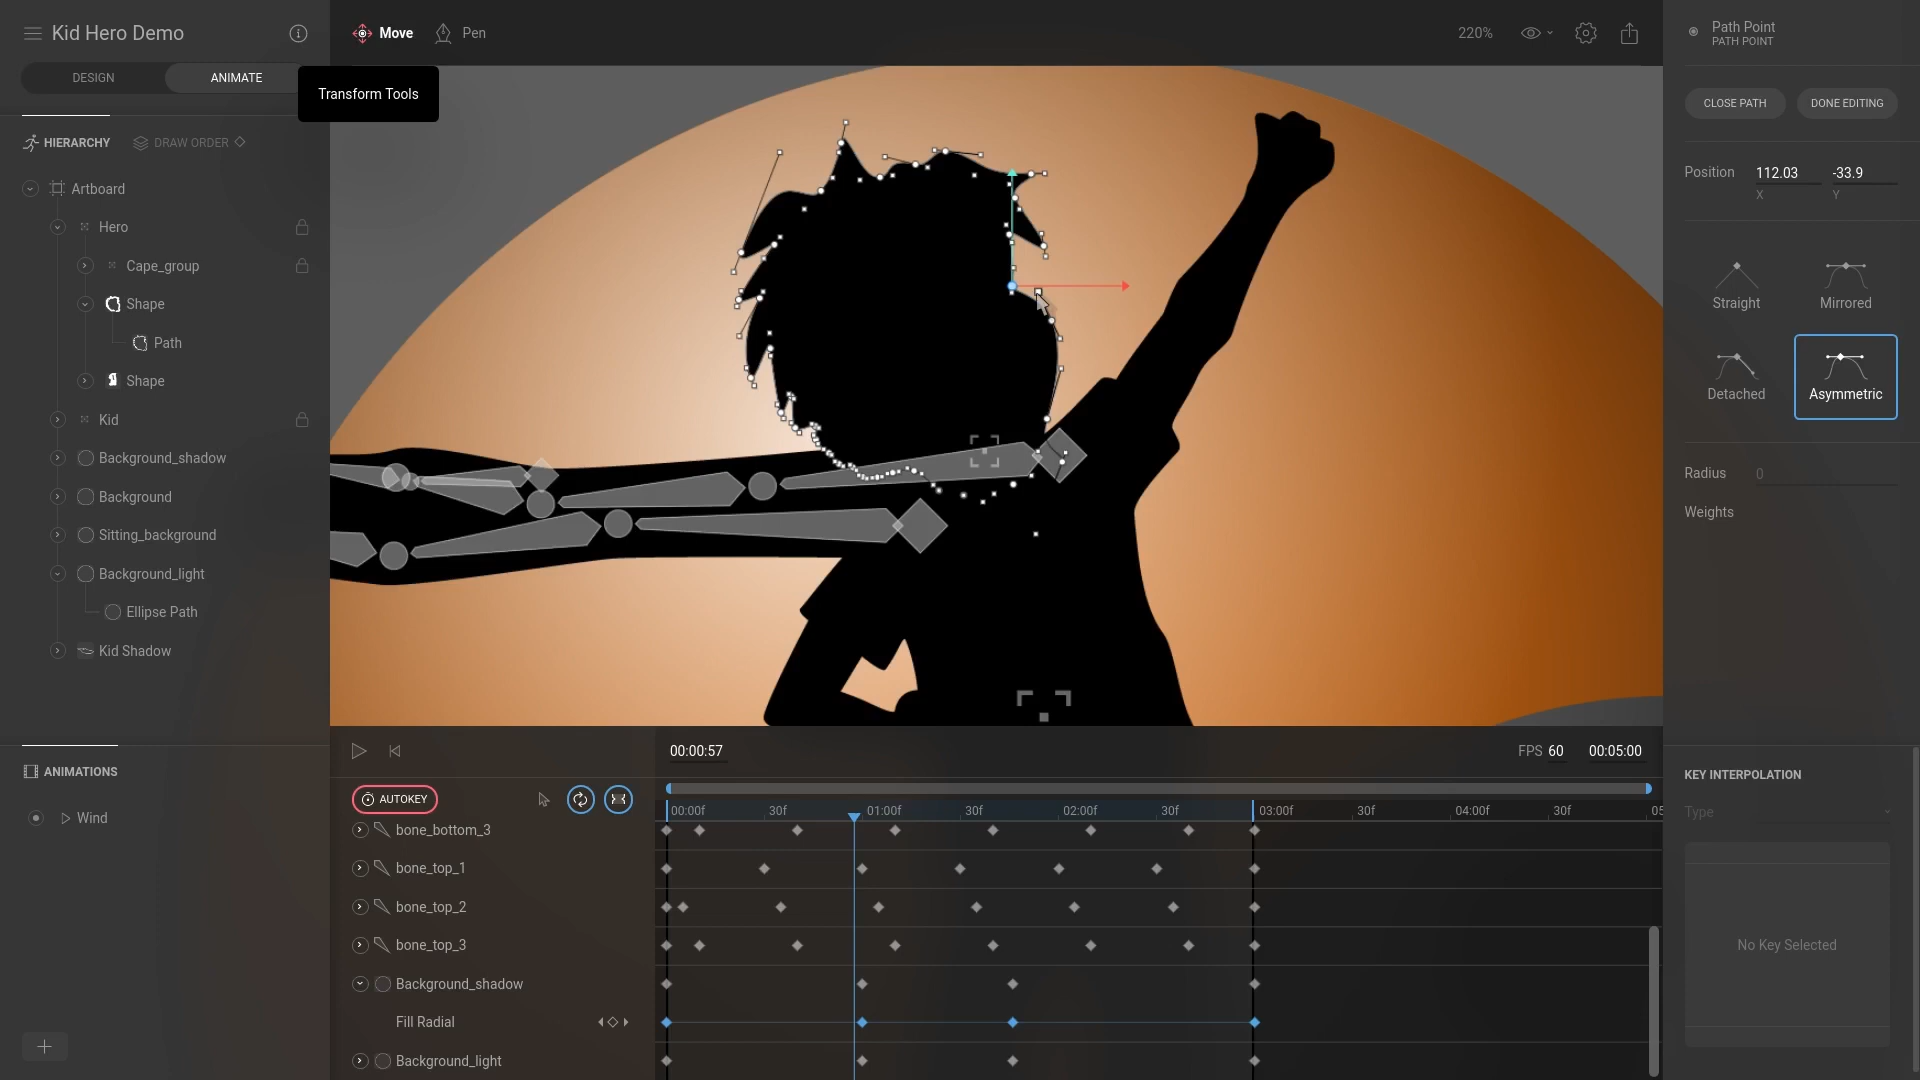 Kid Hero Demo
DESIGN
ANIMATE
Transform Tools
HIERARCHY
DRAW ORDER
Artboard
Hero
Cape_group
Shape
Path
Shape
Kid
Background_shadow
Background
Sitting_background
Background_light
Ellipse Path
Kid Shadow
ANIMATIONS
Wind
Move
Pen
220%
Path Point
PATH POINT
CLOSE PATH
DONE EDITING
Position
112.03
-33.9
X
Y
Straight
Mirrored
Detached
Asymmetric
Radius
0
Weights
00:00:57
FPS 60
00:05:00
AUTOKEY
00:00f
30f
01:00f
30f
02:00f
30f
03:00f
30f
04:00f
30f
05
bone_bottom_3
bone_top_1
bone_top_2
bone_top_3
Background_shadow
Fill Radial
Background_light
KEY INTERPOLATION
Type
No Key Selected